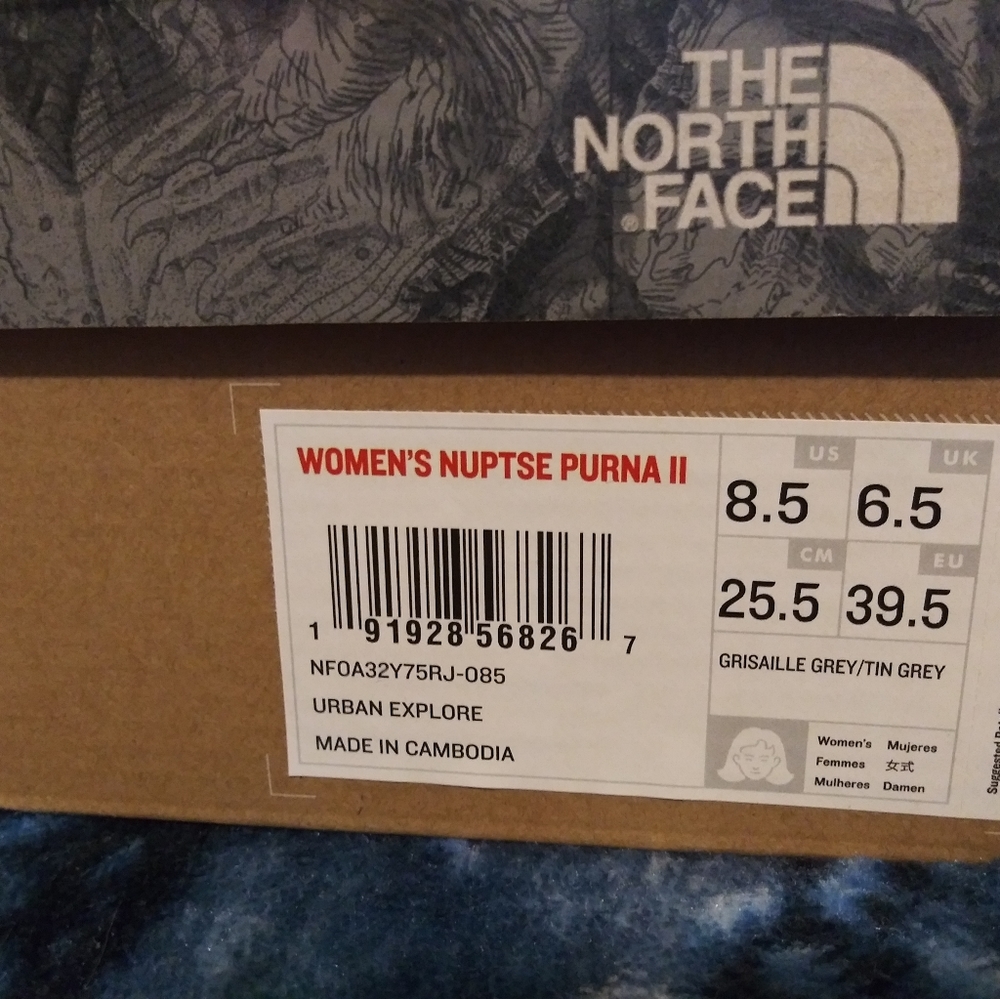 THE
NORTH
FACE
®
WOMEN'S NUPTSE PURNA II
1 91928 56826 7
NF0A32Y75RJ-085
URBAN EXPLORE
MADE IN CAMBODIA
US
8.5
UK
6.5
CM
25.5
EU
39.5
GRISAILLE GREY/TIN GREY
Women's Mujeres
Femmes 女式
Mulheres Damen
Suggested